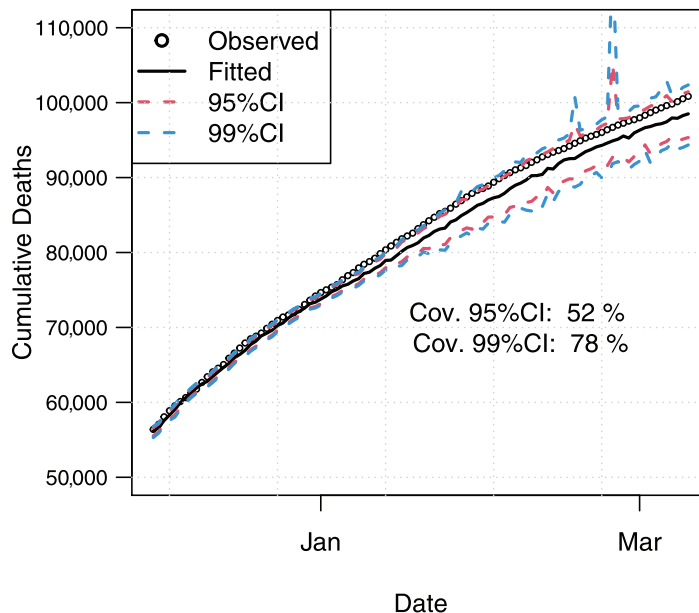 110,000
100,000
90,000
80,000
70,000
60,000
50,000
Cumulative Deaths
Observed
Fitted
95%CI
99%CI
Cov. 95%CI: 52 %
Cov. 99%CI: 78 %
Jan
Mar
Date